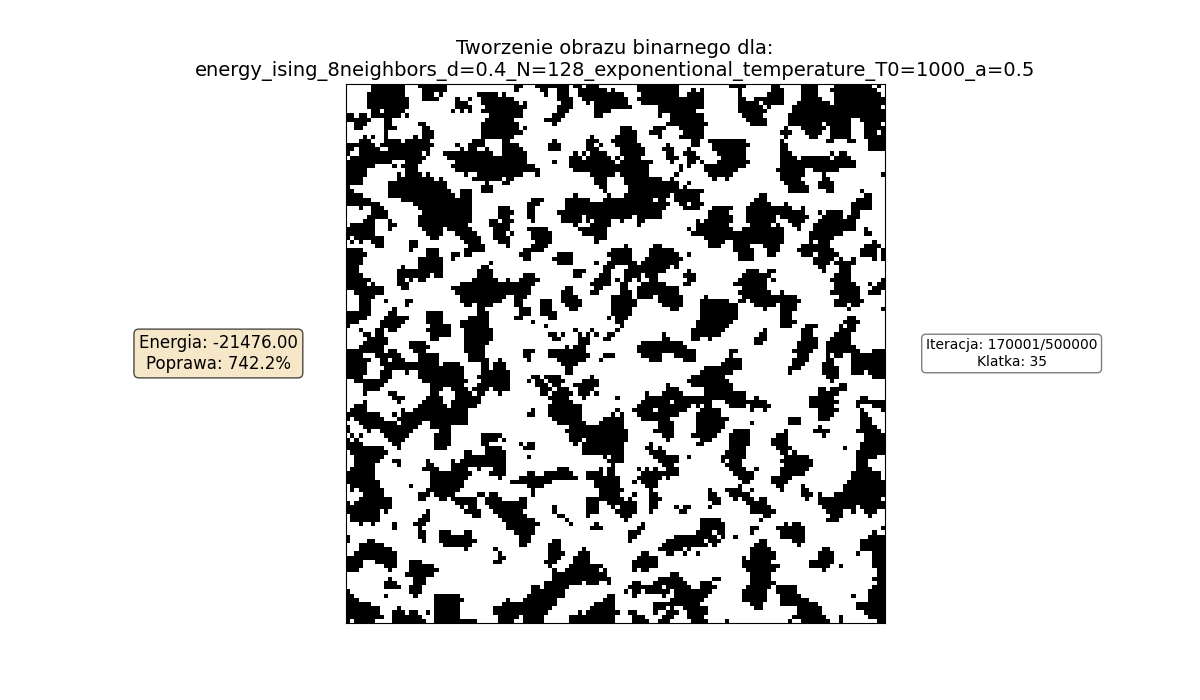 Tworzenie obrazu binarnego dla:
energy_ising_8neighbors_d=0.4_N=128_exponentional_temperature_T0=1000_a=0.5
Energia: -21476.00
Poprawa: 742.2%
Iteracja: 170001/500000
Klatka: 35